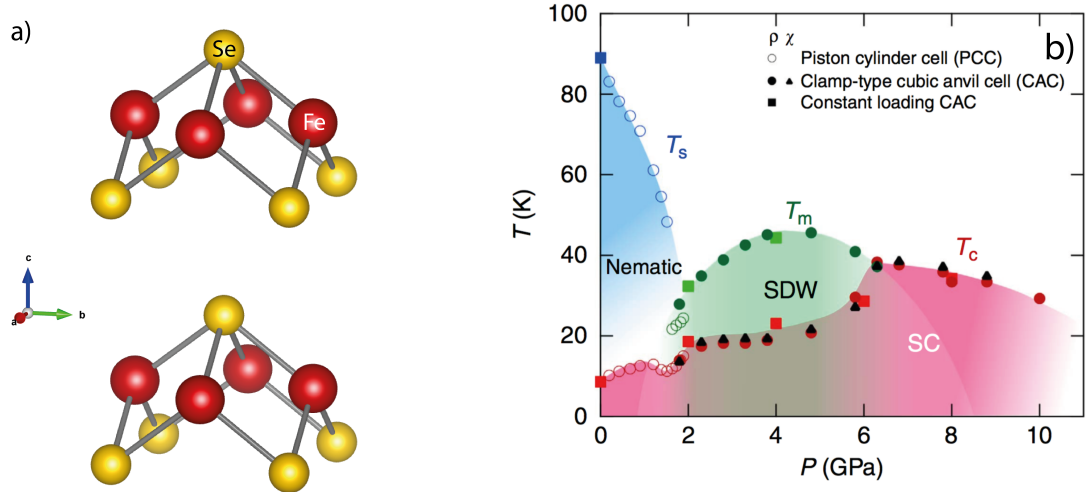 a)
Se
Fe
c
a
b
b)
100
80
60
40
20
0
T (K)
ρ χ
Piston cylinder cell (PCC)
Clamp-type cubic anvil cell (CAC)
Constant loading CAC
Ts
Tm
Tc
Nematic
SDW
SC
0 2 4 6 8 10
P (GPa)